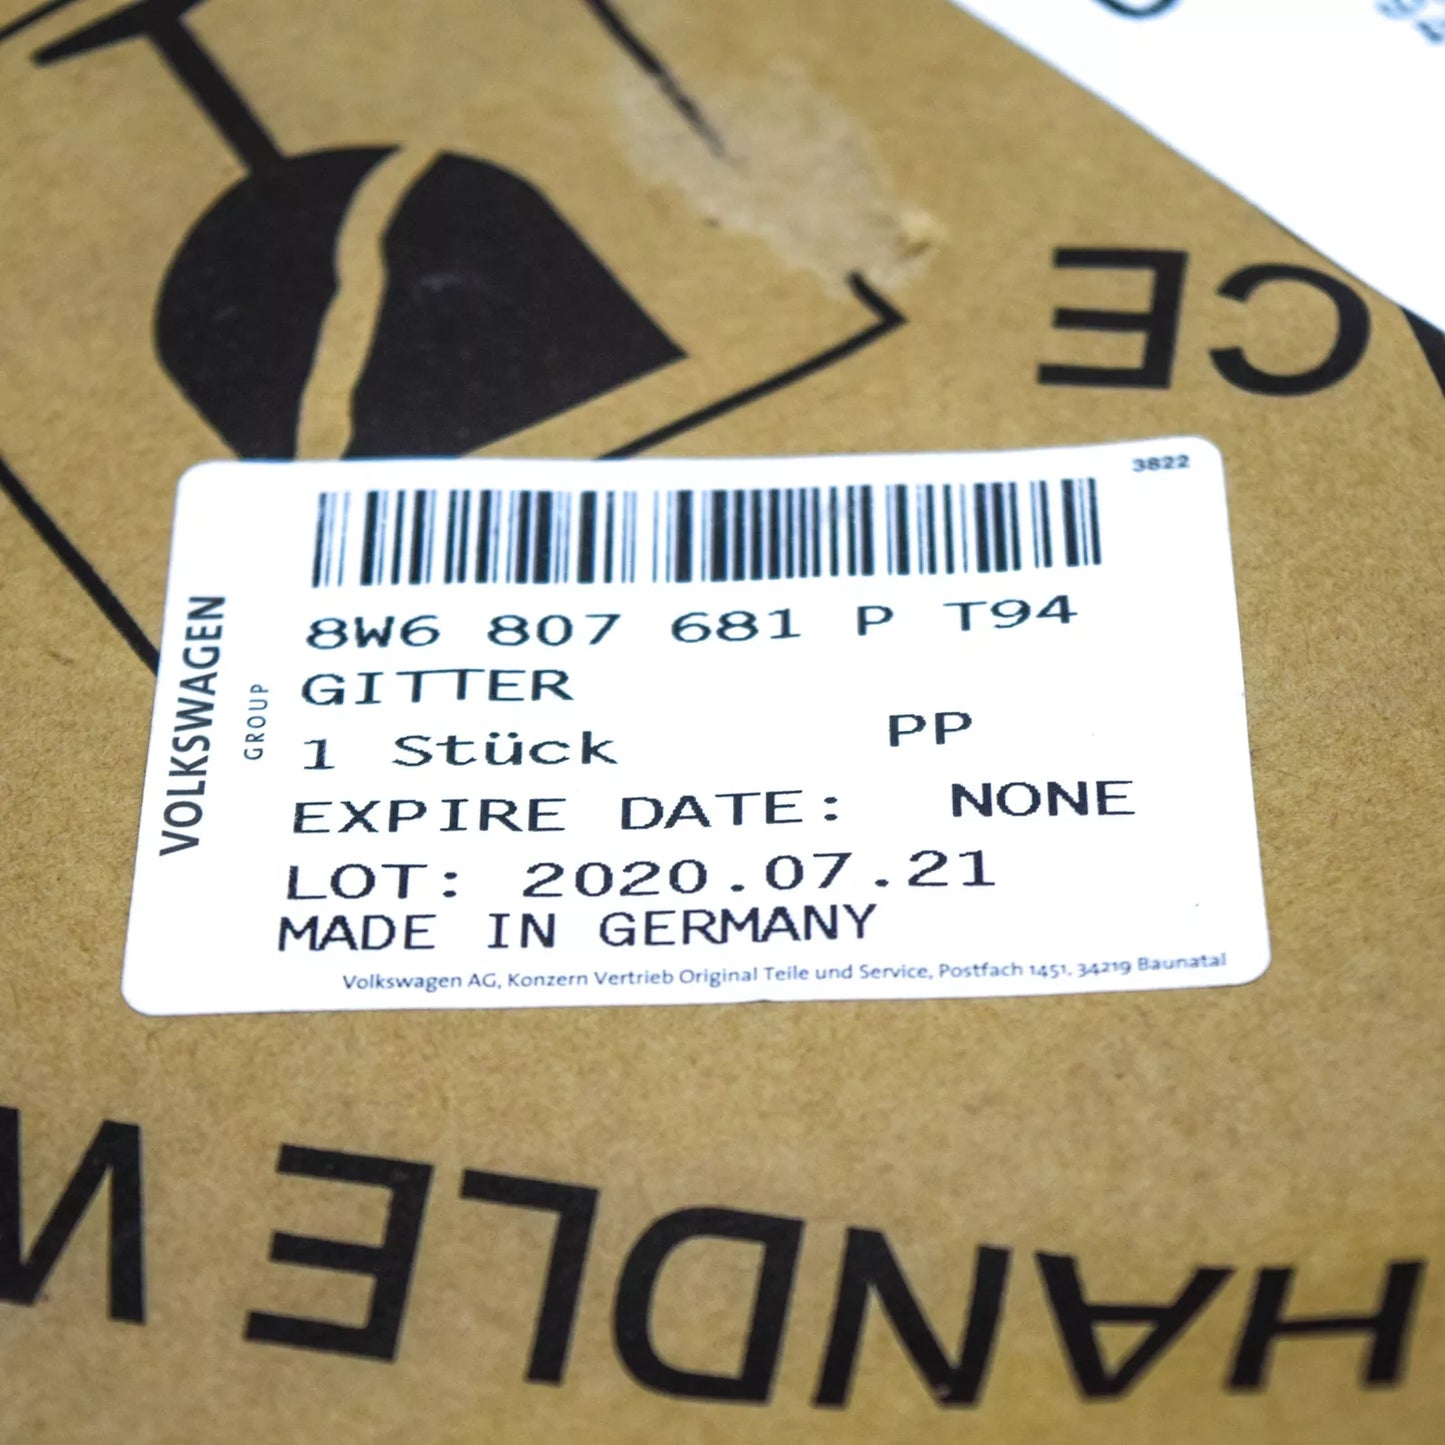 CE
3822
8W6 807 681 P T94
GITTER
1 Stück PP
EXPIRE DATE: NONE
LOT: 2020.07.21
MADE IN GERMANY
Volkswagen AG, Konzern Vertrieb Original Teile und Service, Postfach 1451, 34219 Baunatal
VOLKSWAGEN
GROUP
HANDLE